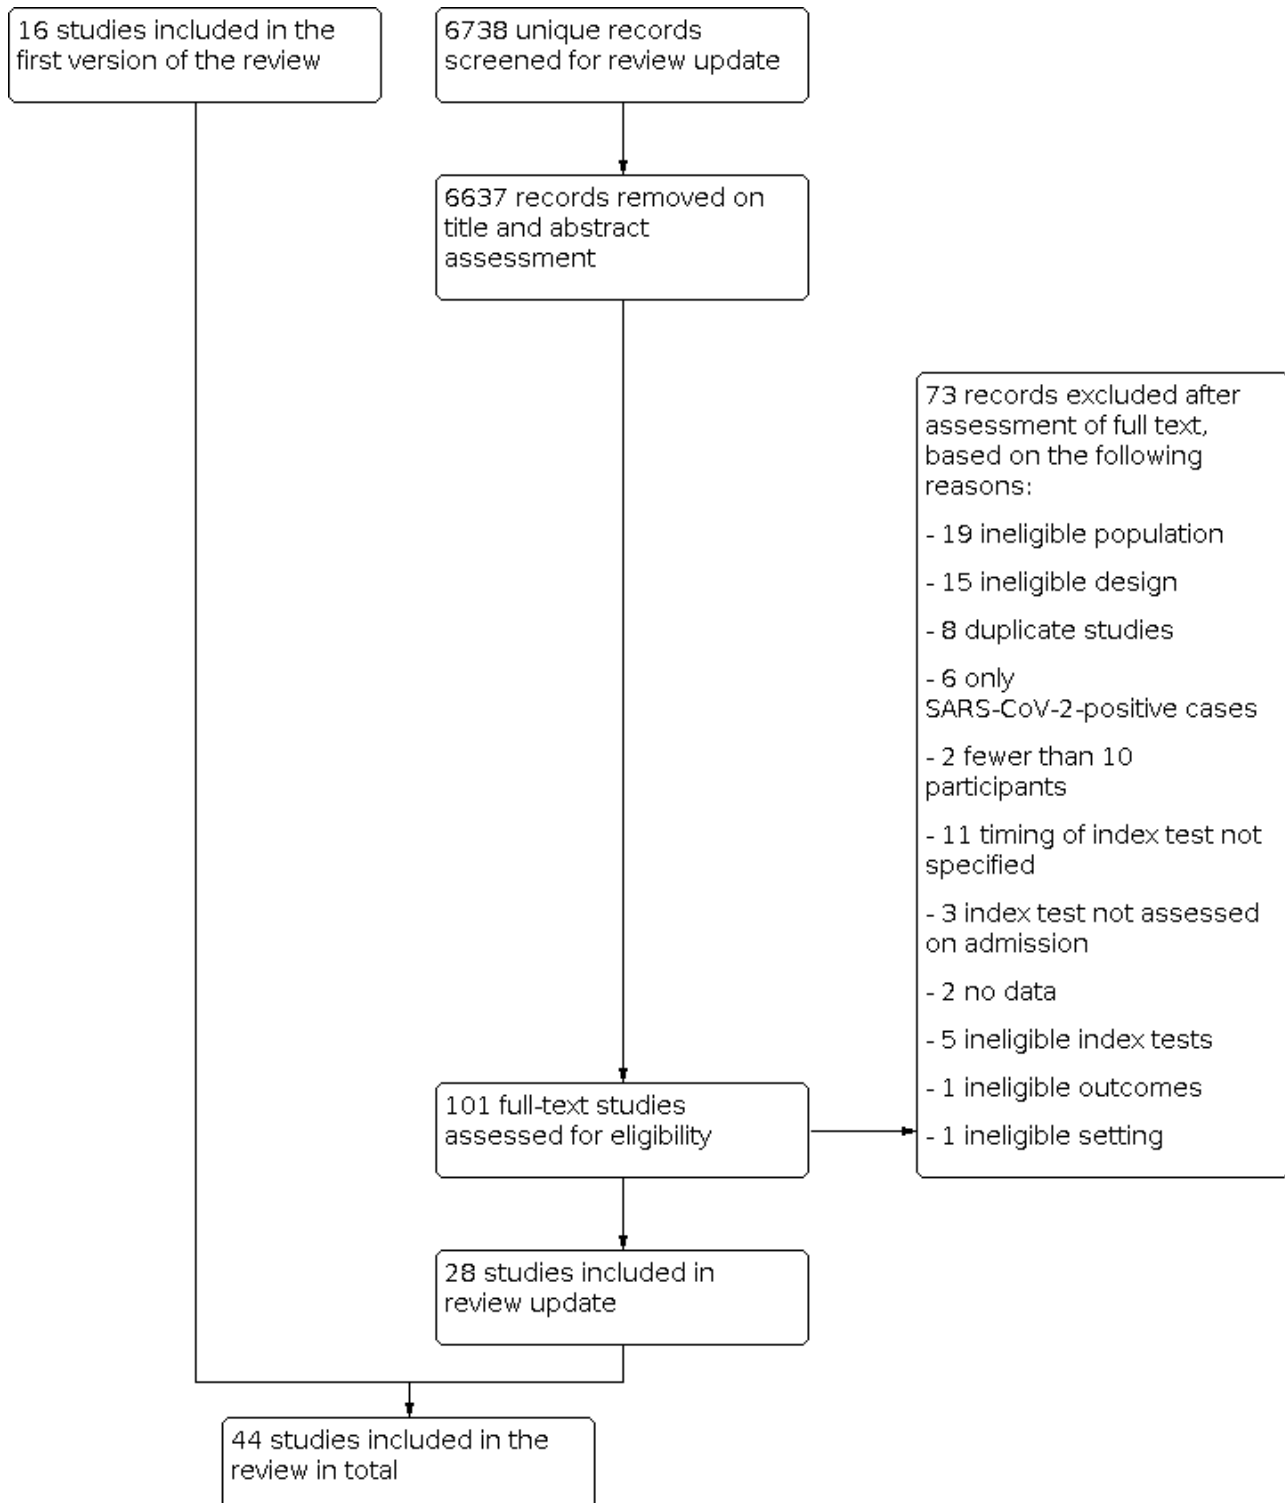 16 studies included in the
first version of the review
6738 unique records
screened for review update
6637 records removed on
title and abstract
assessment
73 records excluded after
assessment of full text,
based on the following
reasons:
- 19 ineligible population
- 15 ineligible design
- 8 duplicate studies
- 6 only
SARS-CoV-2-positive cases
- 2 fewer than 10
participants
- 11 timing of index test not
specified
- 3 index test not assessed
on admission
- 2 no data
- 5 ineligible index tests
- 1 ineligible outcomes
- 1 ineligible setting
101 full-text studies
assessed for eligibility
28 studies included in
review update
44 studies included in the
review in total